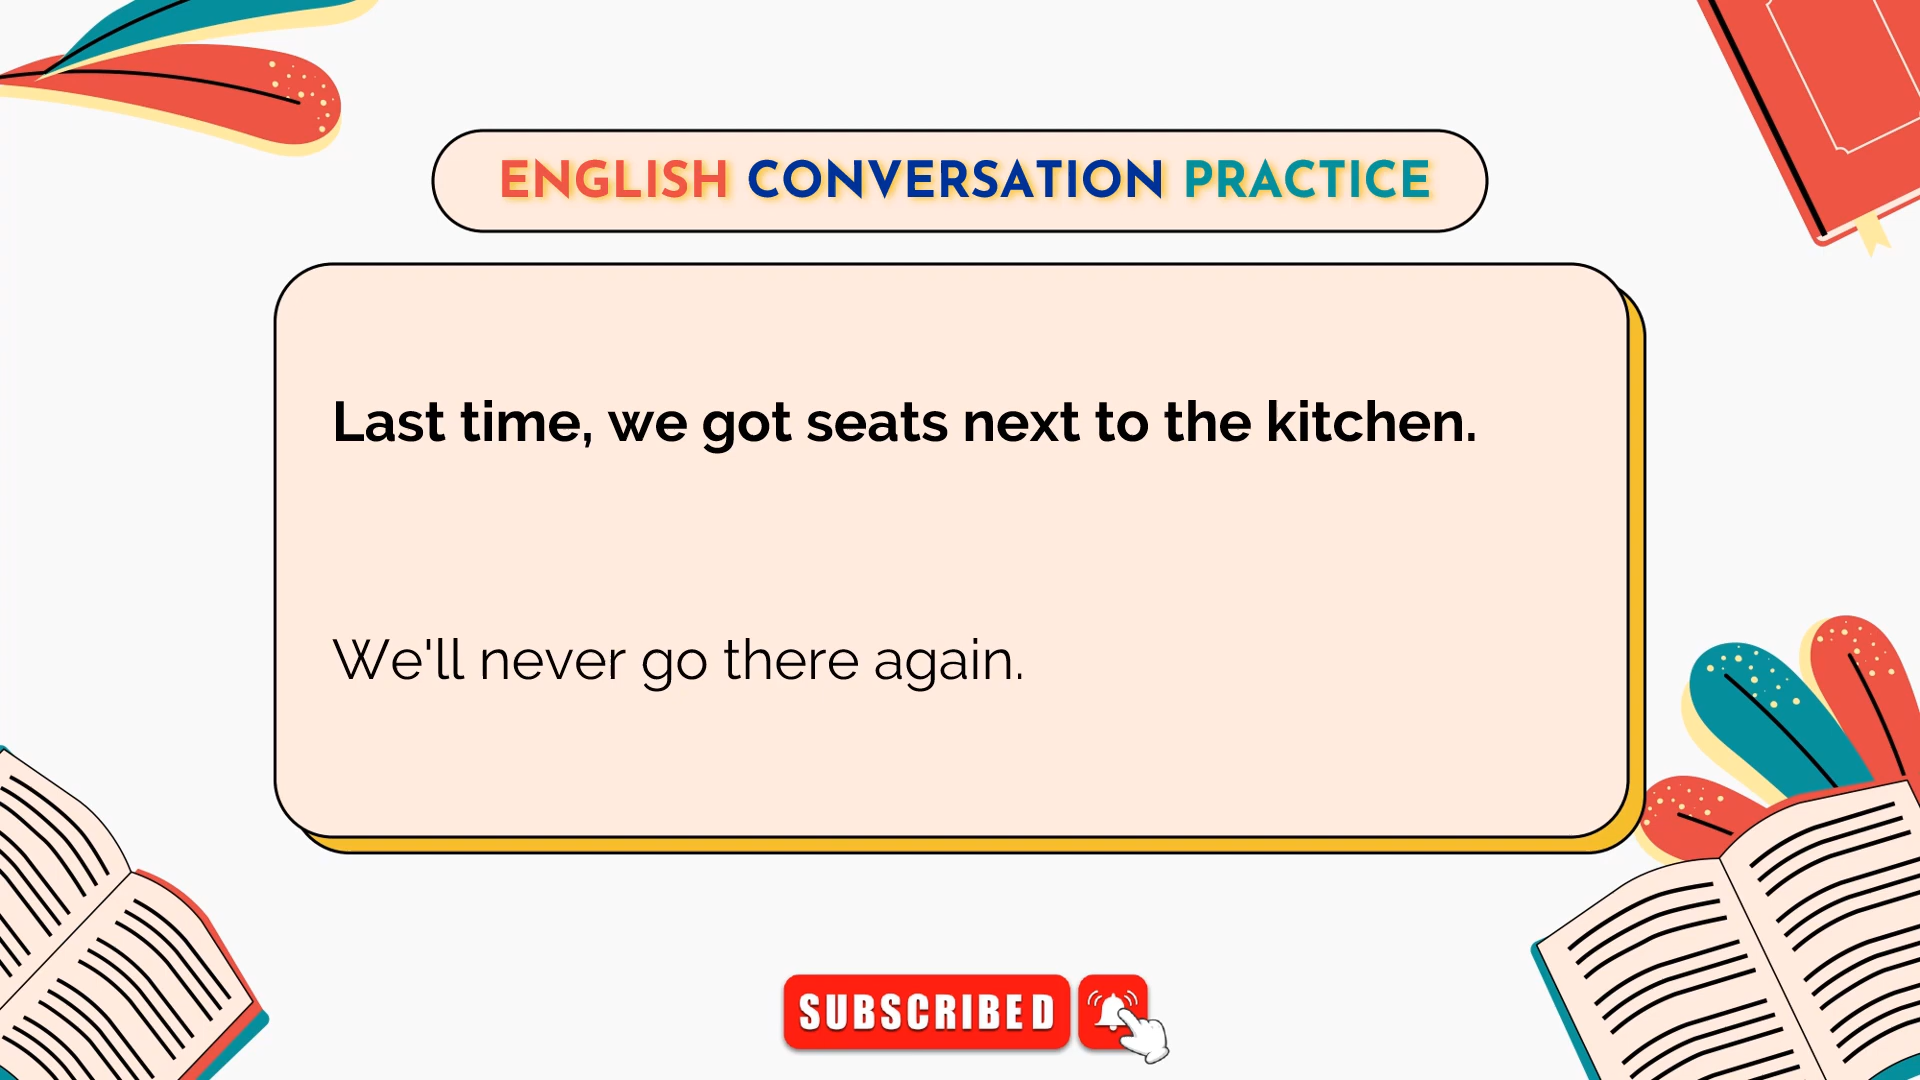 ENGLISH CONVERSATION PRACTICE
Last time, we got seats next to the kitchen.
We'll never go there again.
SUBSCRIBED